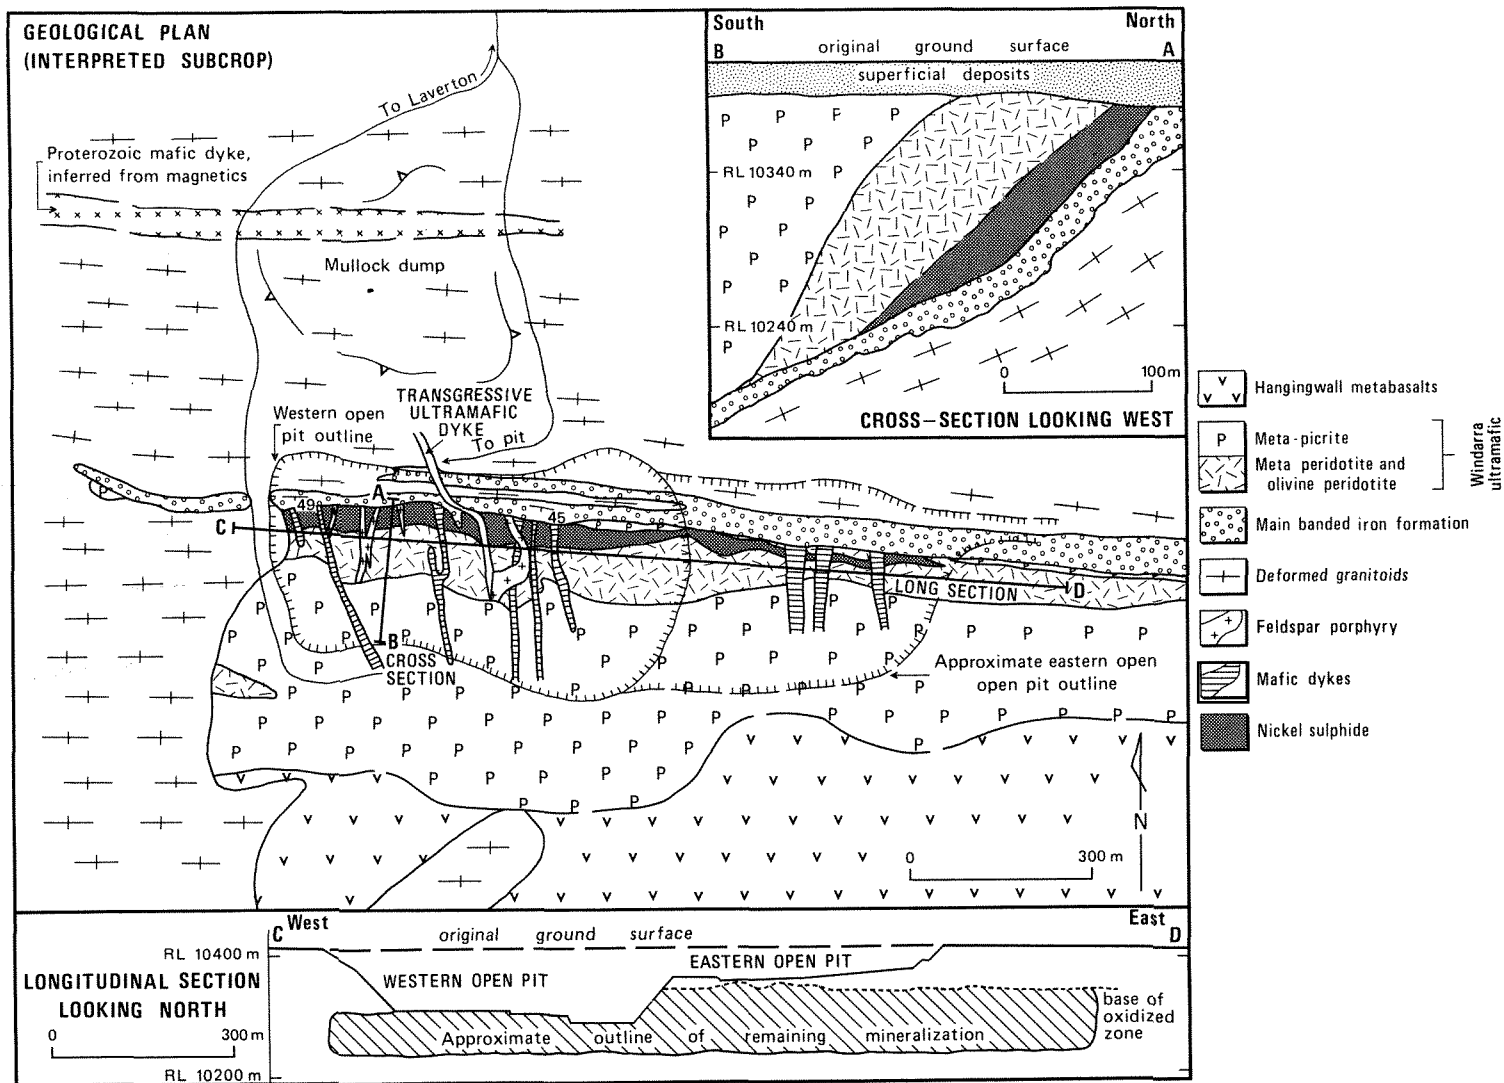 GEOLOGICAL PLAN
(INTERPRETED SUBCROP)
To Laverton
Proterozoic mafic dyke,
inferred from magnetics
Mullock dump
Western open
pit outline
TRANSGRESSIVE
ULTRAMAFIC
DYKE
To pit
A
49
45
C
B
CROSS
SECTION
LONG SECTION
D
Approximate eastern open
open pit outline
0 300 m
N
South North
B original ground surface A
superficial deposits
RL 10340 m
RL 10240 m
0 100m
CROSS-SECTION LOOKING WEST
Hangingwall metabasalts
Meta-picrite
Meta peridotite and
olivine peridotite
Windarra
ultramafic
Main banded iron formation
Deformed granitoids
Feldspar porphyry
Mafic dykes
Nickel sulphide
West East
C original ground surface D
RL 10400 m
LONGITUDINAL SECTION
LOOKING NORTH
0 300m
RL 10200 m
WESTERN OPEN PIT
EASTERN OPEN PIT
base of
oxidized
zone
Approximate outline of remaining mineralization